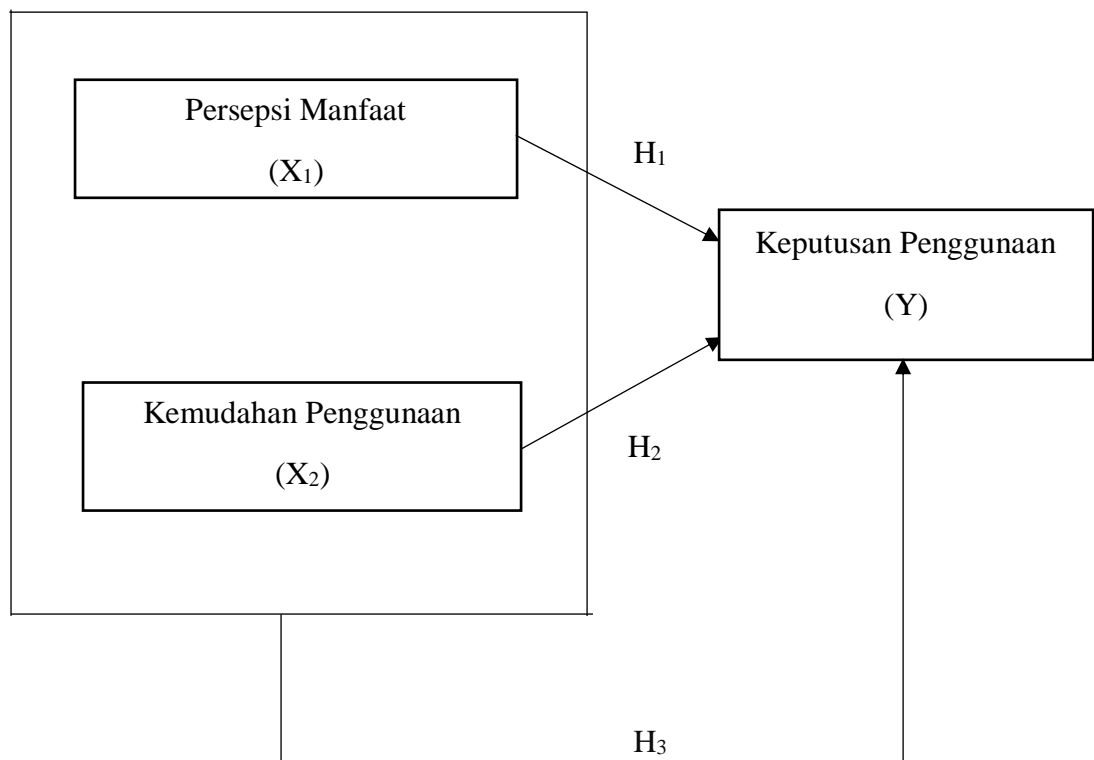 Persepsi Manfaat
(X₁)
H₁
Keputusan Penggunaan
(Y)
Kemudahan Penggunaan
(X₂)
H₂
H₃